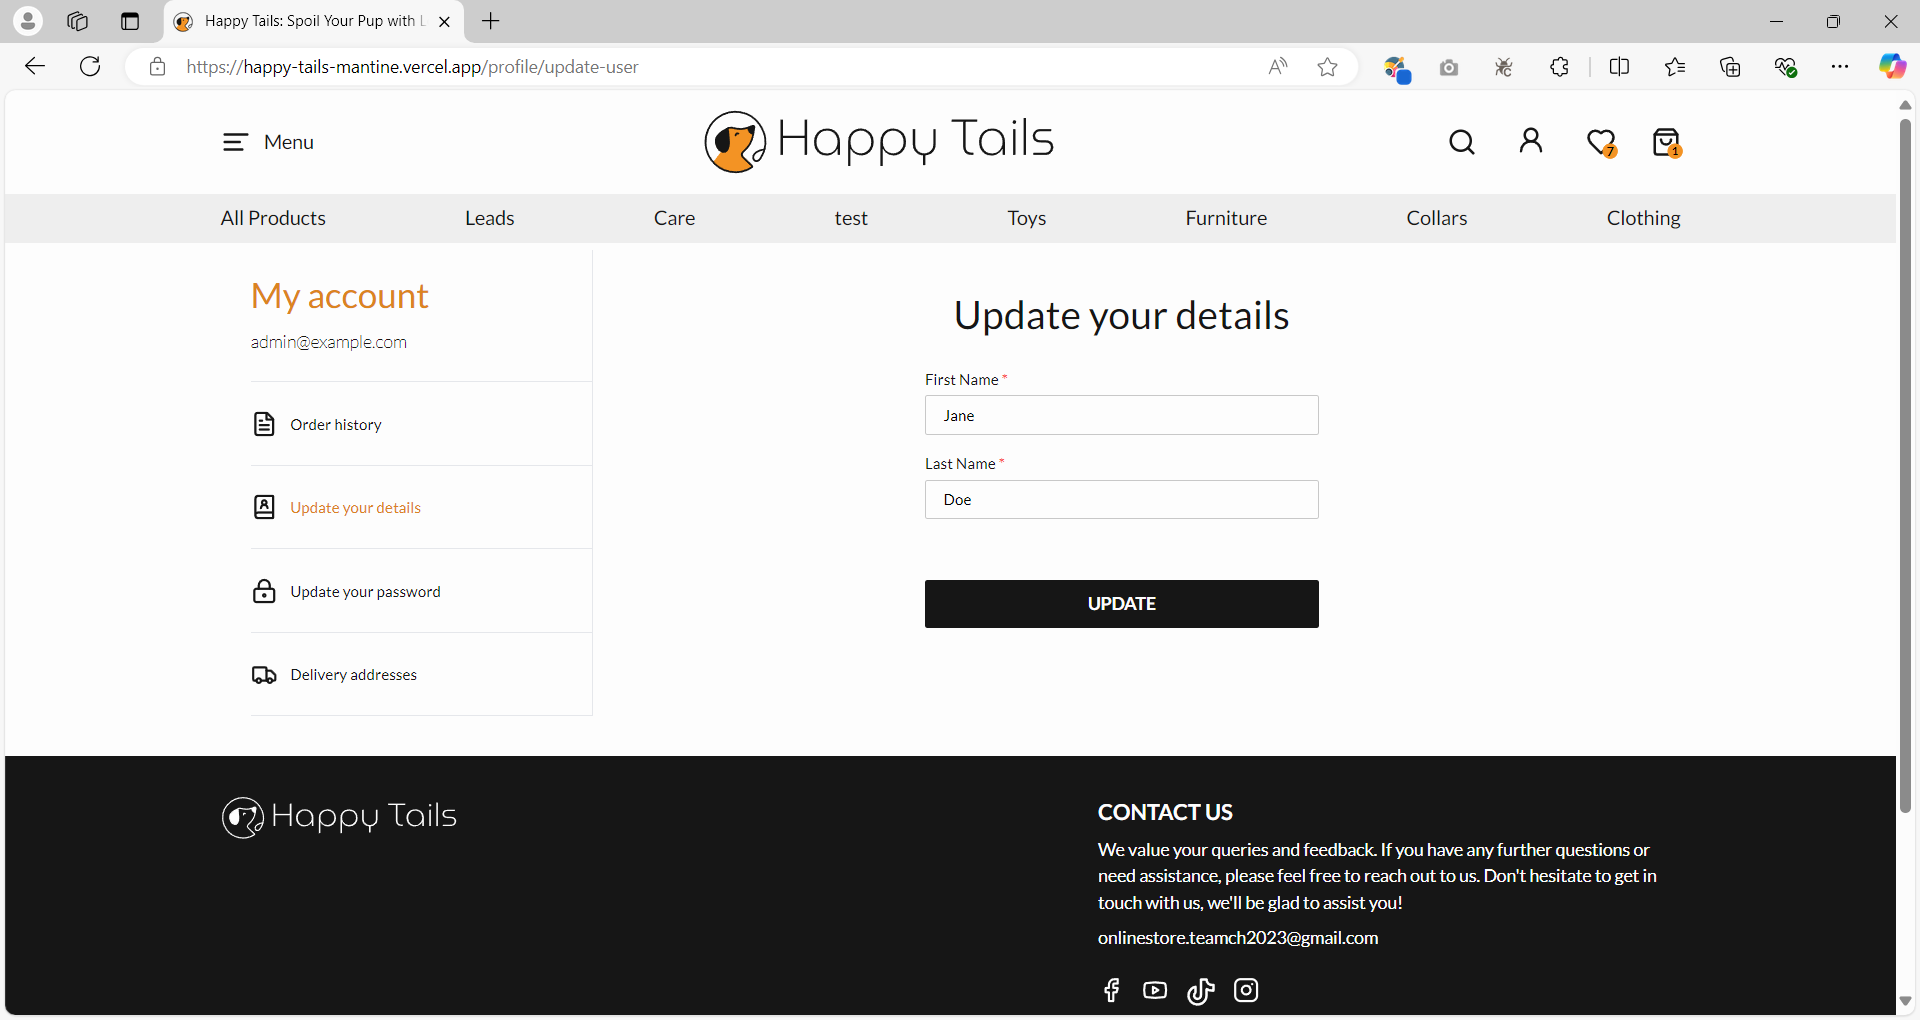 Happy Tails: Spoil Your Pup with L
https://happy-tails-mantine.vercel.app/profile/update-user
Menu
Happy Tails
7
1
All Products
Leads
Care
test
Toys
Furniture
Collars
Clothing
My account
admin@example.com
Order history
Update your details
Update your password
Delivery addresses
Update your details
First Name *
Jane
Last Name *
Doe
UPDATE
Happy Tails
CONTACT US
We value your queries and feedback. If you have any further questions or
need assistance, please feel free to reach out to us. Don't hesitate to get in
touch with us, we'll be glad to assist you!
onlinestore.teamch2023@gmail.com